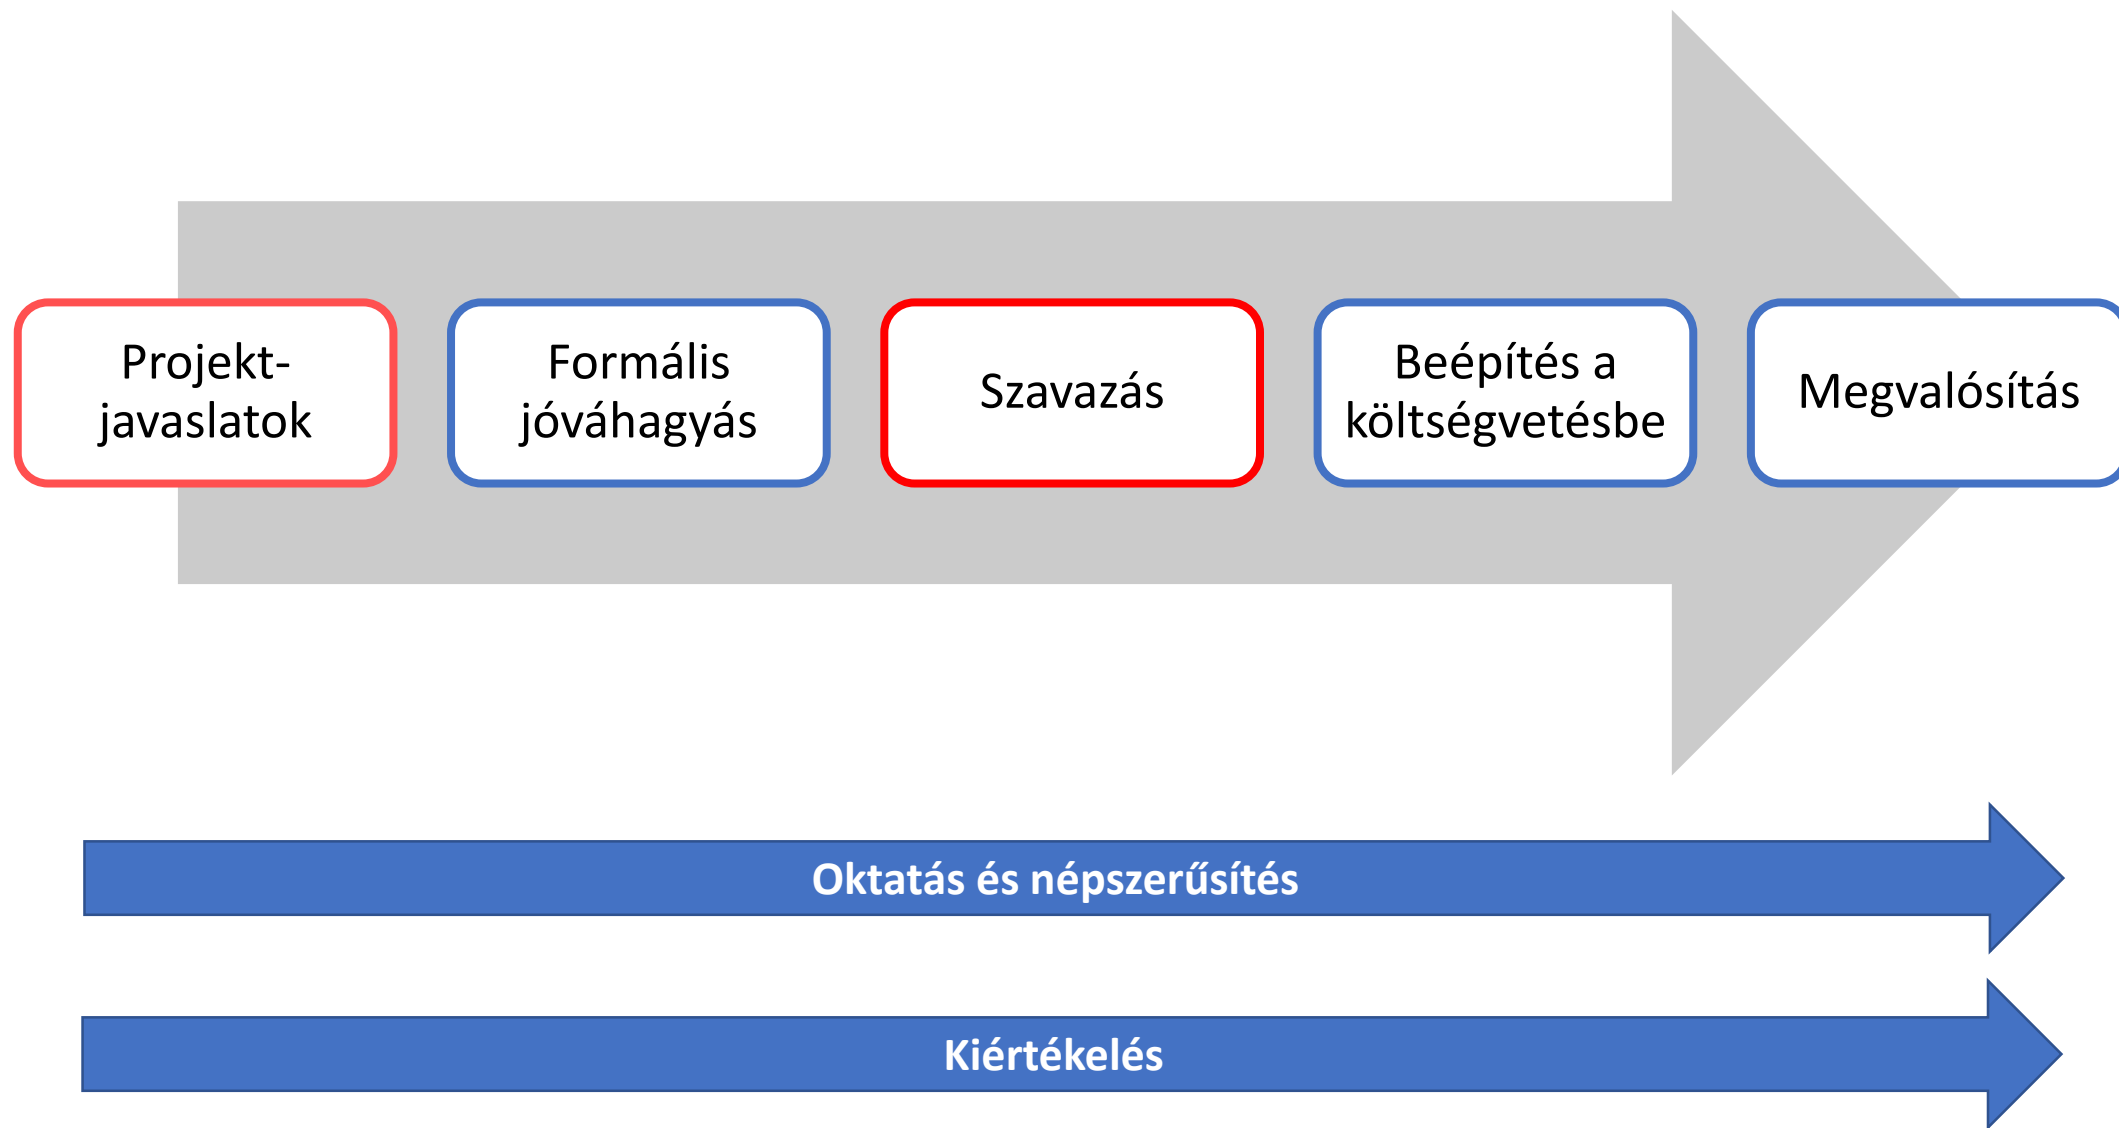 Projekt-
javaslatok
Formális
jóváhagyás
Szavazás
Beépítés a
költségvetésbe
Megvalósítás
Oktatás és népszerűsítés
Kiértékelés